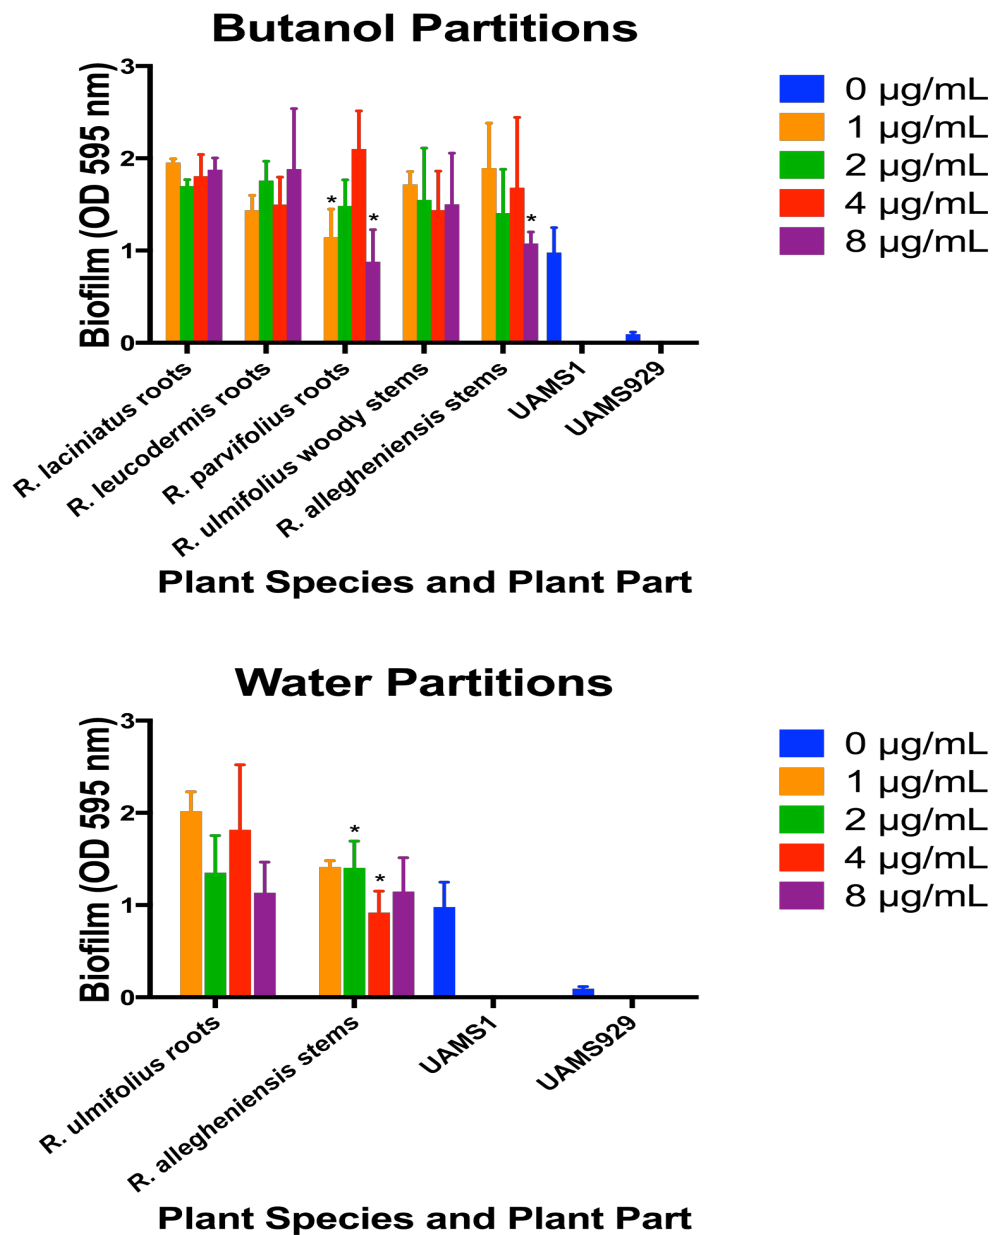 Butanol Partitions
Biofilm (OD 595 nm)
3
2
1
0
* * *
R. laciniatus roots
R. leucodermis roots
R. parvifolius roots
R. ulmifolius woody stems
R. allegheniensis stems
UAMS1
UAMS929
Plant Species and Plant Part
0 µg/mL
1 µg/mL
2 µg/mL
4 µg/mL
8 µg/mL
Water Partitions
Biofilm (OD 595 nm)
3
2
1
0
* *
R. ulmifolius roots
R. allegheniensis stems
UAMS1
UAMS929
Plant Species and Plant Part
0 µg/mL
1 µg/mL
2 µg/mL
4 µg/mL
8 µg/mL